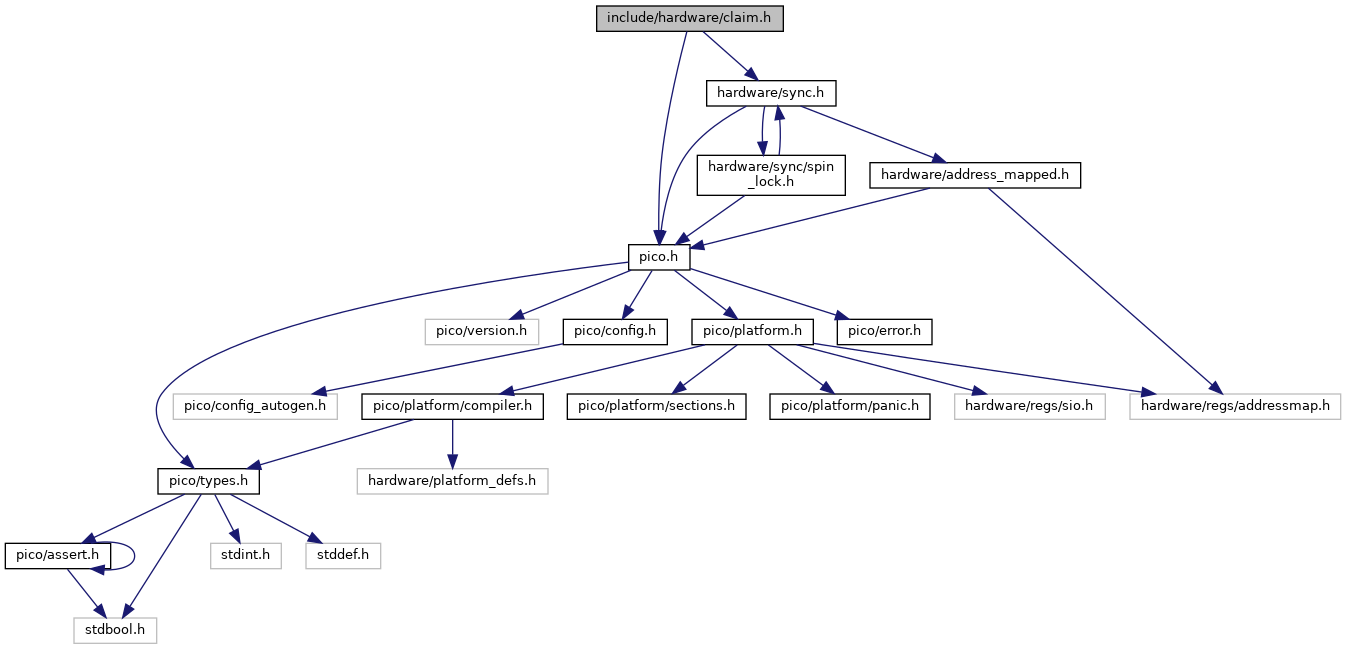 include/hardware/claim.h
hardware/sync.h
hardware/sync/spin
_lock.h
hardware/address_mapped.h
pico.h
pico/version.h
pico/config.h
pico/platform.h
pico/error.h
pico/config_autogen.h
pico/platform/compiler.h
pico/platform/sections.h
pico/platform/panic.h
hardware/regs/sio.h
hardware/regs/addressmap.h
pico/types.h
hardware/platform_defs.h
pico/assert.h
stdint.h
stddef.h
stdbool.h